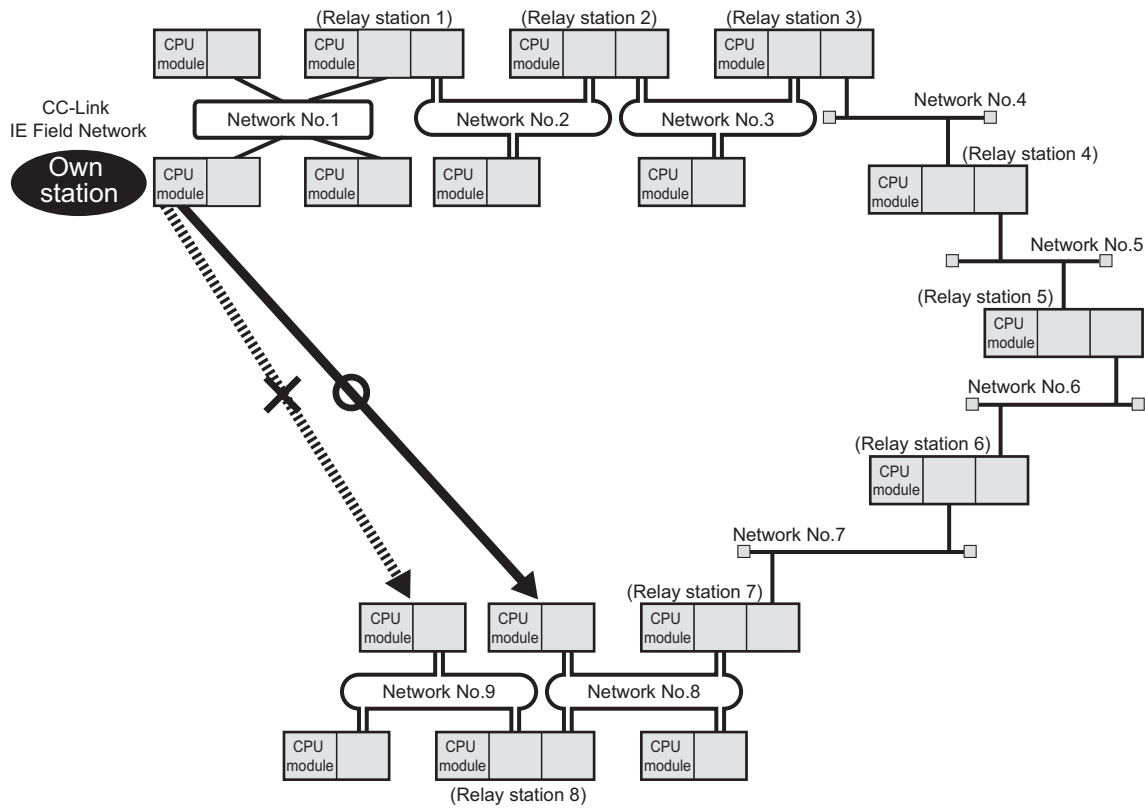 (Relay station 1)
(Relay station 2)
(Relay station 3)
CPU
module
CPU
module
CPU
module
CPU
module
CC-Link
IE Field Network
Network No.1
Network No.2
Network No.3
Network No.4
Own
station
CPU
module
CPU
module
CPU
module
CPU
module
(Relay station 4)
CPU
module
Network No.5
(Relay station 5)
CPU
module
Network No.6
(Relay station 6)
CPU
module
Network No.7
(Relay station 7)
CPU
module
CPU
module
CPU
module
Network No.9
Network No.8
CPU
module
CPU
module
CPU
module
(Relay station 8)